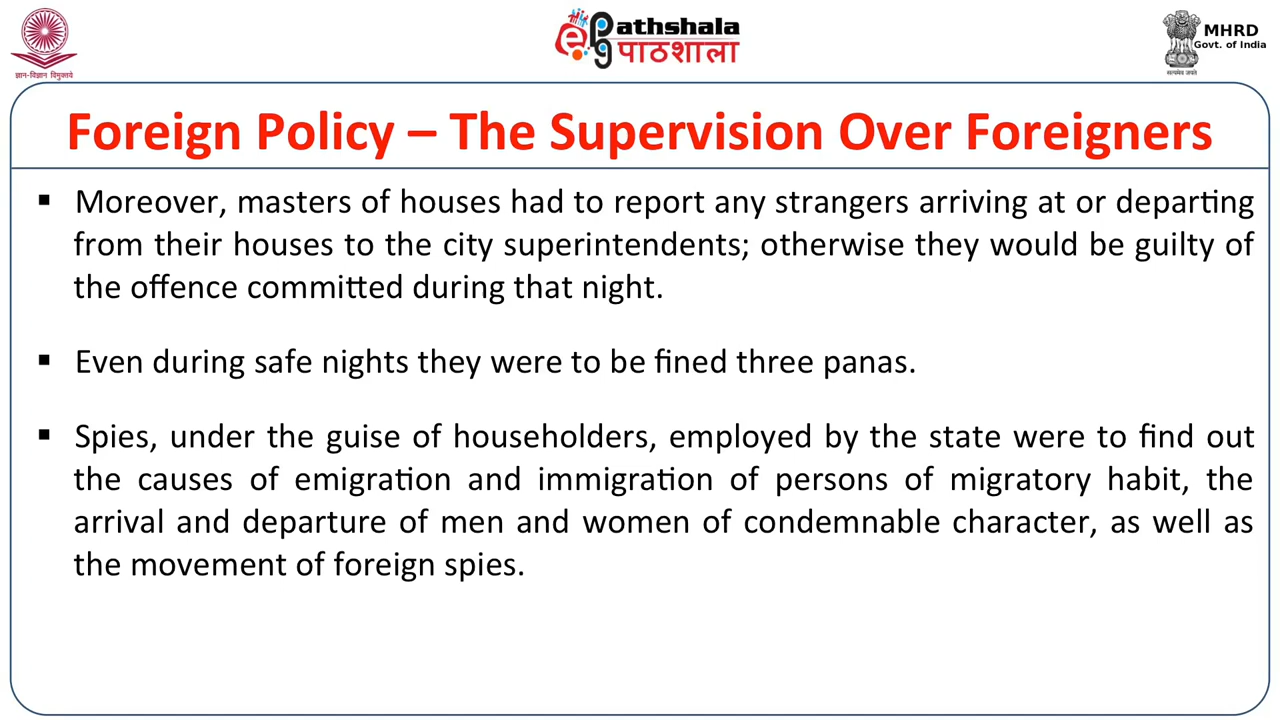 ज्ञान-विज्ञान विमुक्तये
ePathshala
पाठशाला
MHRD
Govt. of India
सत्यमेव जयते
Foreign Policy – The Supervision Over Foreigners
▪ Moreover, masters of houses had to report any strangers arriving at or departing
from their houses to the city superintendents; otherwise they would be guilty of
the offence committed during that night.
▪ Even during safe nights they were to be fined three panas.
▪ Spies, under the guise of householders, employed by the state were to find out
the causes of emigration and immigration of persons of migratory habit, the
arrival and departure of men and women of condemnable character, as well as
the movement of foreign spies.